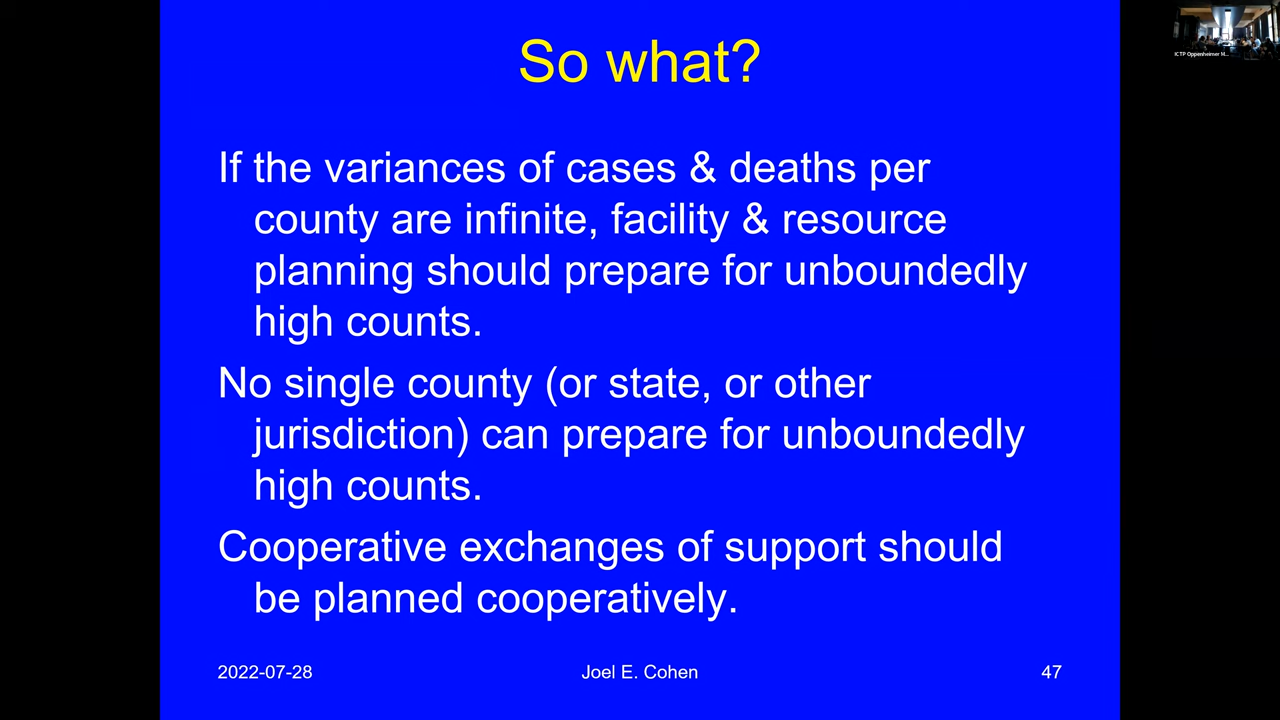 So what?
If the variances of cases & deaths per
county are infinite, facility & resource
planning should prepare for unboundedly
high counts.
No single county (or state, or other
jurisdiction) can prepare for unboundedly
high counts.
Cooperative exchanges of support should
be planned cooperatively.
2022-07-28 Joel E. Cohen 47
ICTP Oppenheimer M...